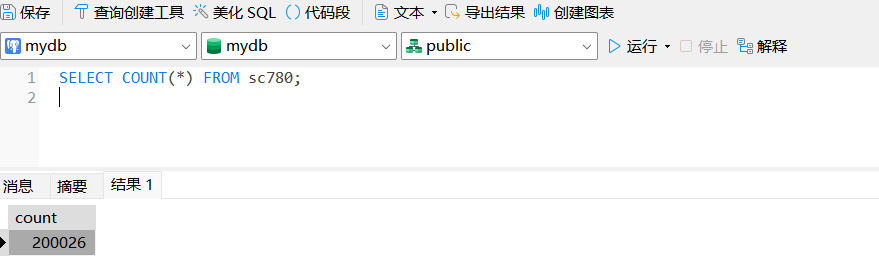 保存 查询创建工具 美化 SQL () 代码段 文本 导出结果 创建图表
mydb mydb public 运行 停止 解释
1 SELECT COUNT(*) FROM sc780;
2
消息 摘要 结果 1
count
200026